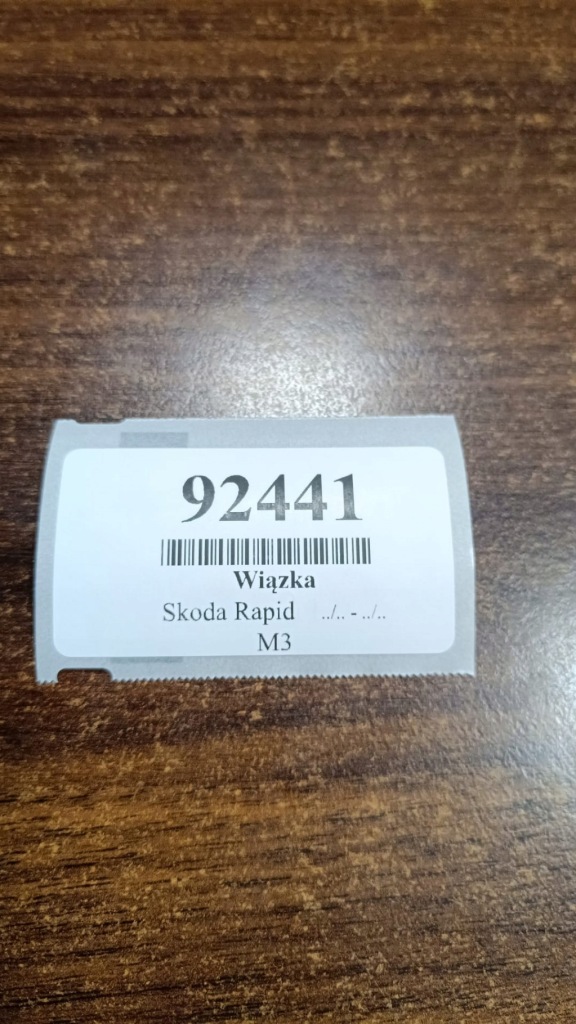 92441
Wiązka
Skoda Rapid ../.. - ../..
M3